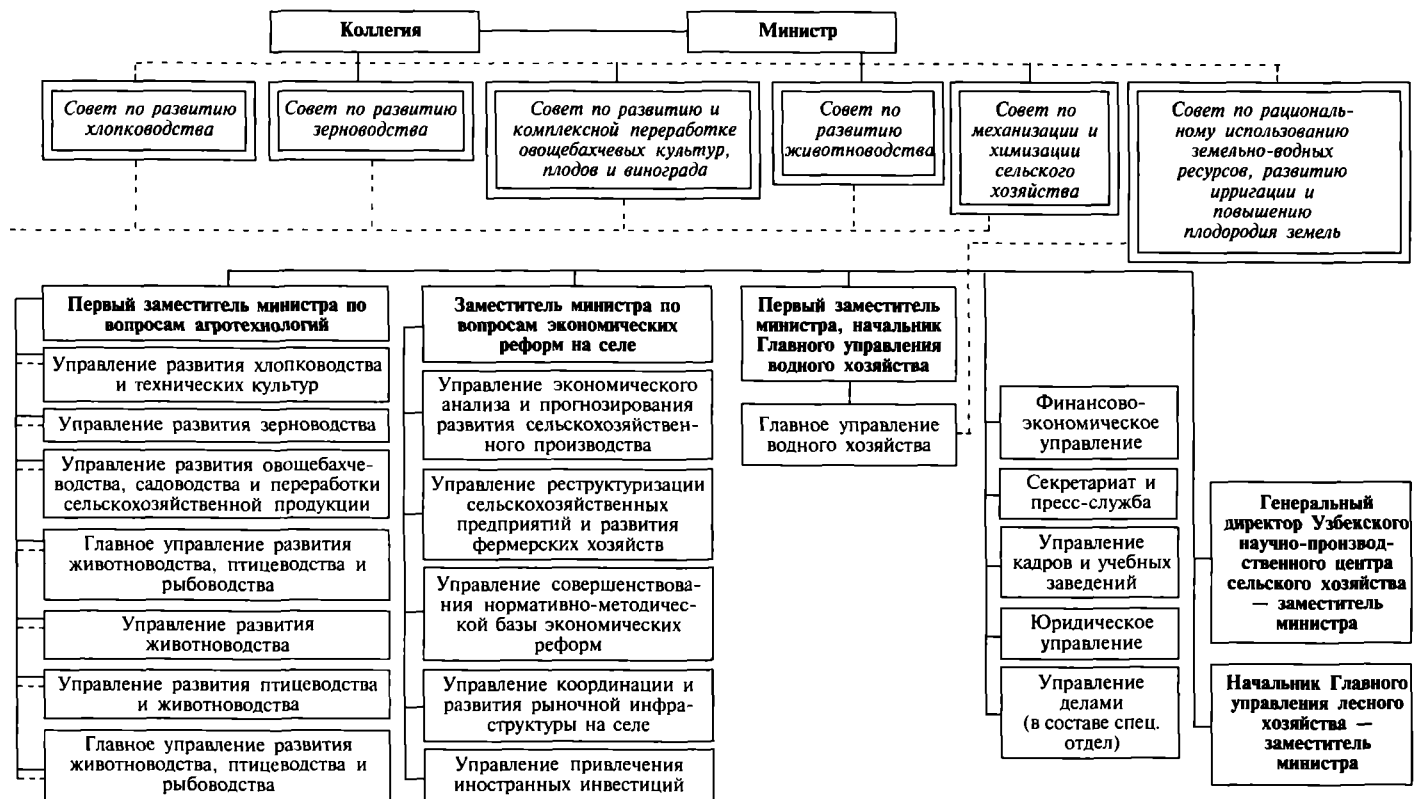 Коллегия
Министр
Совет по развитию
хлопководства
Совет по развитию
зерноводства
Совет по развитию и
комплексной переработке
овощебахчевых культур,
плодов и винограда
Совет по
развитию
животноводства
Совет по
механизации и
химизации
сельского
хозяйства
Совет по рациональ-
ному использованию
земельно-водных
ресурсов, развитию
ирригации и
повышению
плодородия земель
Первый заместитель министра по
вопросам агротехнологий
Управление развития хлопководства
и технических культур
Управление развития зерноводства
Управление развития овощебахче-
водства, садоводства и переработки
сельскохозяйственной продукции
Главное управление развития
животноводства, птицеводства и
рыбоводства
Управление развития
животноводства
Управление развития птицеводства
и животноводства
Главное управление развития
животноводства, птицеводства и
рыбоводства
Заместитель министра по
вопросам экономических
реформ на селе
Управление экономического
анализа и прогнозирования
развития сельскохозяйствен-
ного производства
Управление реструктуризации
сельскохозяйственных
предприятий и развития
фермерских хозяйств
Управление совершенствова-
ния нормативно-методичес-
кой базы экономических
реформ
Управление координации и
развития рыночной инфра-
структуры на селе
Управление привлечения
иностранных инвестиций
Первый заместитель
министра, начальник
Главного управления
водного хозяйства
Главное управление
водного хозяйства
Финансово-
экономическое
управление
Секретариат и
пресс-служба
Управление
кадров и учебных
заведений
Юридическое
управление
Управление
делами
(в составе спец.
отдел)
Генеральный
директор Узбекского
научно-производ-
ственного центра
сельского хозяйства
— заместитель
министра
Начальник Главного
управления лесного
хозяйства —
заместитель
министра